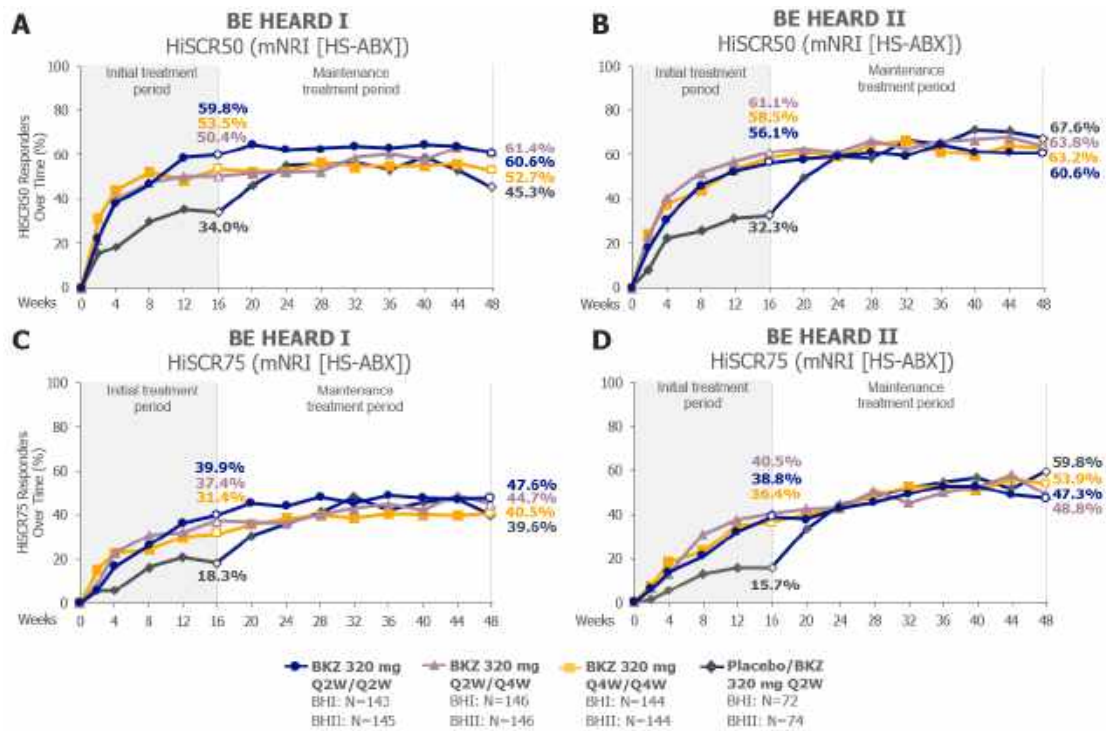 A
BE HEARD I
HiSCR50 (mNRI [HS-ABX])
HiSCR50 Responders
Over Time (%)
100
80
60
40
20
0
Initial treatment
period
Maintenance
treatment period
59.8%
53.5%
50.4%
34.0%
61.4%
60.6%
52.7%
45.3%
Weeks
0 4 8 12 16 20 24 28 32 36 40 44 48
B
BE HEARD II
HiSCR50 (mNRI [HS-ABX])
100
80
60
40
20
0
Initial treatment
period
Maintenance
treatment period
61.1%
58.5%
56.1%
32.3%
67.6%
63.8%
63.2%
60.6%
Weeks
0 4 8 12 16 20 24 28 32 36 40 44 48
C
BE HEARD I
HiSCR75 (mNRI [HS-ABX])
HiSCR75 Responders
Over Time (%)
100
80
60
40
20
0
Initial treatment
period
Maintenance
treatment period
39.9%
37.4%
31.4%
18.3%
47.6%
44.7%
40.5%
39.6%
Weeks
0 4 8 12 16 20 24 28 32 36 40 44 48
D
BE HEARD II
HiSCR75 (mNRI [HS-ABX])
100
80
60
40
20
0
Initial treatment
period
Maintenance
treatment period
40.5%
38.8%
36.4%
15.7%
59.8%
53.9%
47.3%
48.8%
Weeks
0 4 8 12 16 20 24 28 32 36 40 44 48
BKZ 320 mg
Q2W/Q2W
BHI: N=143
BHII: N=145
BKZ 320 mg
Q2W/Q4W
BHI: N=146
BHII: N=146
BKZ 320 mg
Q4W/Q4W
BHI: N=144
BHII: N=144
Placebo/BKZ
320 mg Q2W
BHI: N=72
BHII: N=74